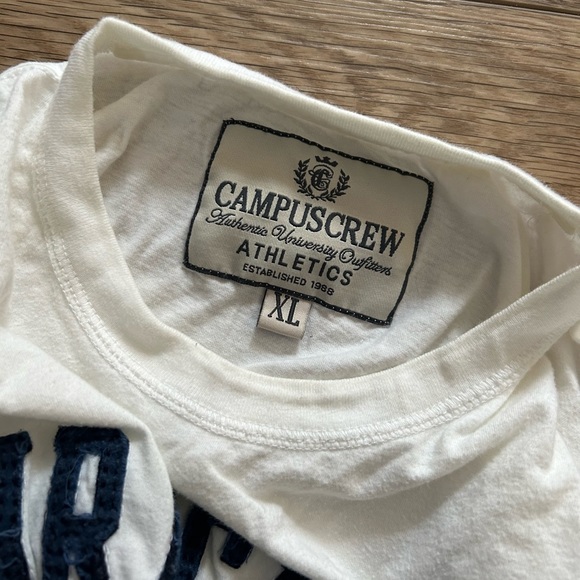 CAMPUSCREW
Authentic University Outfitters
ATHLETICS
ESTABLISHED 1988
XL